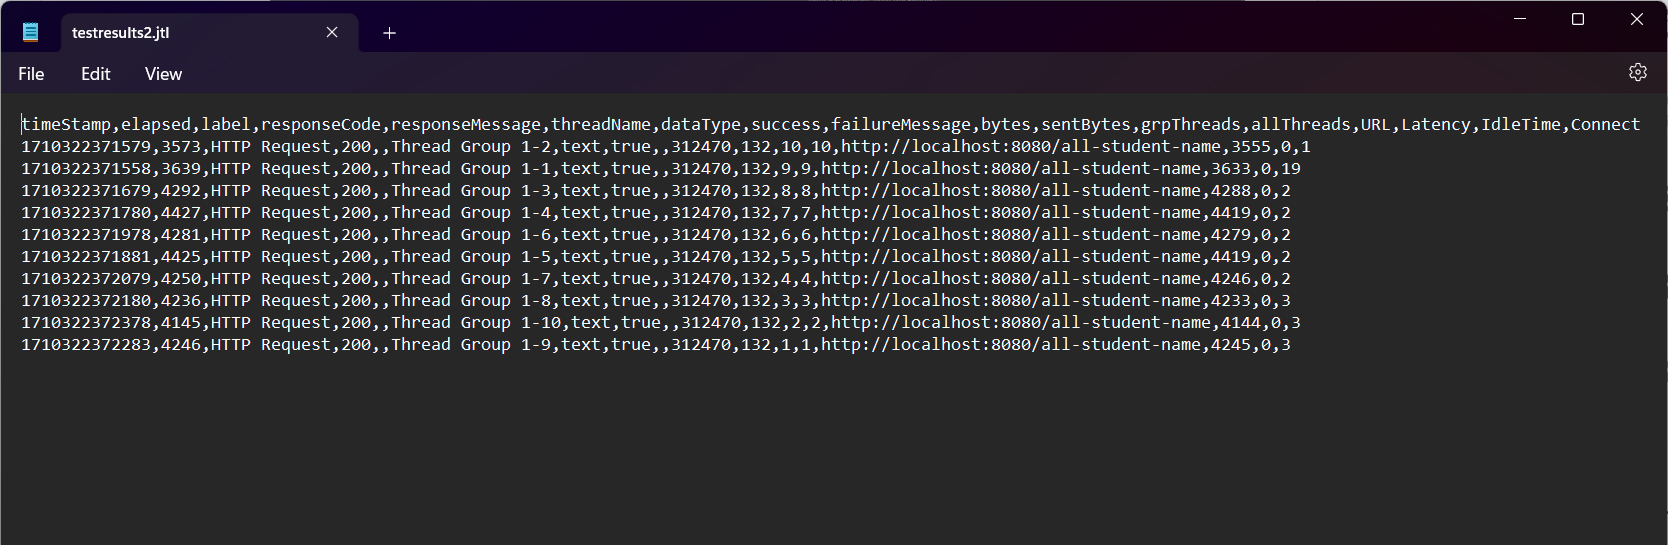 testresults2.jtl
File Edit View
timeStamp,elapsed,label,responseCode,responseMessage,threadName,dataType,success,failureMessage,bytes,sentBytes,grpThreads,allThreads,URL,Latency,IdleTime,Connect
1710322371579,3573,HTTP Request,200,,Thread Group 1-2,text,true,,312470,132,10,10,http://localhost:8080/all-student-name,3555,0,1
1710322371558,3639,HTTP Request,200,,Thread Group 1-1,text,true,,312470,132,9,9,http://localhost:8080/all-student-name,3633,0,19
1710322371679,4292,HTTP Request,200,,Thread Group 1-3,text,true,,312470,132,8,8,http://localhost:8080/all-student-name,4288,0,2
1710322371780,4427,HTTP Request,200,,Thread Group 1-4,text,true,,312470,132,7,7,http://localhost:8080/all-student-name,4419,0,2
1710322371978,4281,HTTP Request,200,,Thread Group 1-6,text,true,,312470,132,6,6,http://localhost:8080/all-student-name,4279,0,2
1710322371881,4425,HTTP Request,200,,Thread Group 1-5,text,true,,312470,132,5,5,http://localhost:8080/all-student-name,4419,0,2
1710322372079,4250,HTTP Request,200,,Thread Group 1-7,text,true,,312470,132,4,4,http://localhost:8080/all-student-name,4246,0,2
1710322372180,4236,HTTP Request,200,,Thread Group 1-8,text,true,,312470,132,3,3,http://localhost:8080/all-student-name,4233,0,3
1710322372378,4145,HTTP Request,200,,Thread Group 1-10,text,true,,312470,132,2,2,http://localhost:8080/all-student-name,4144,0,3
1710322372283,4246,HTTP Request,200,,Thread Group 1-9,text,true,,312470,132,1,1,http://localhost:8080/all-student-name,4245,0,3